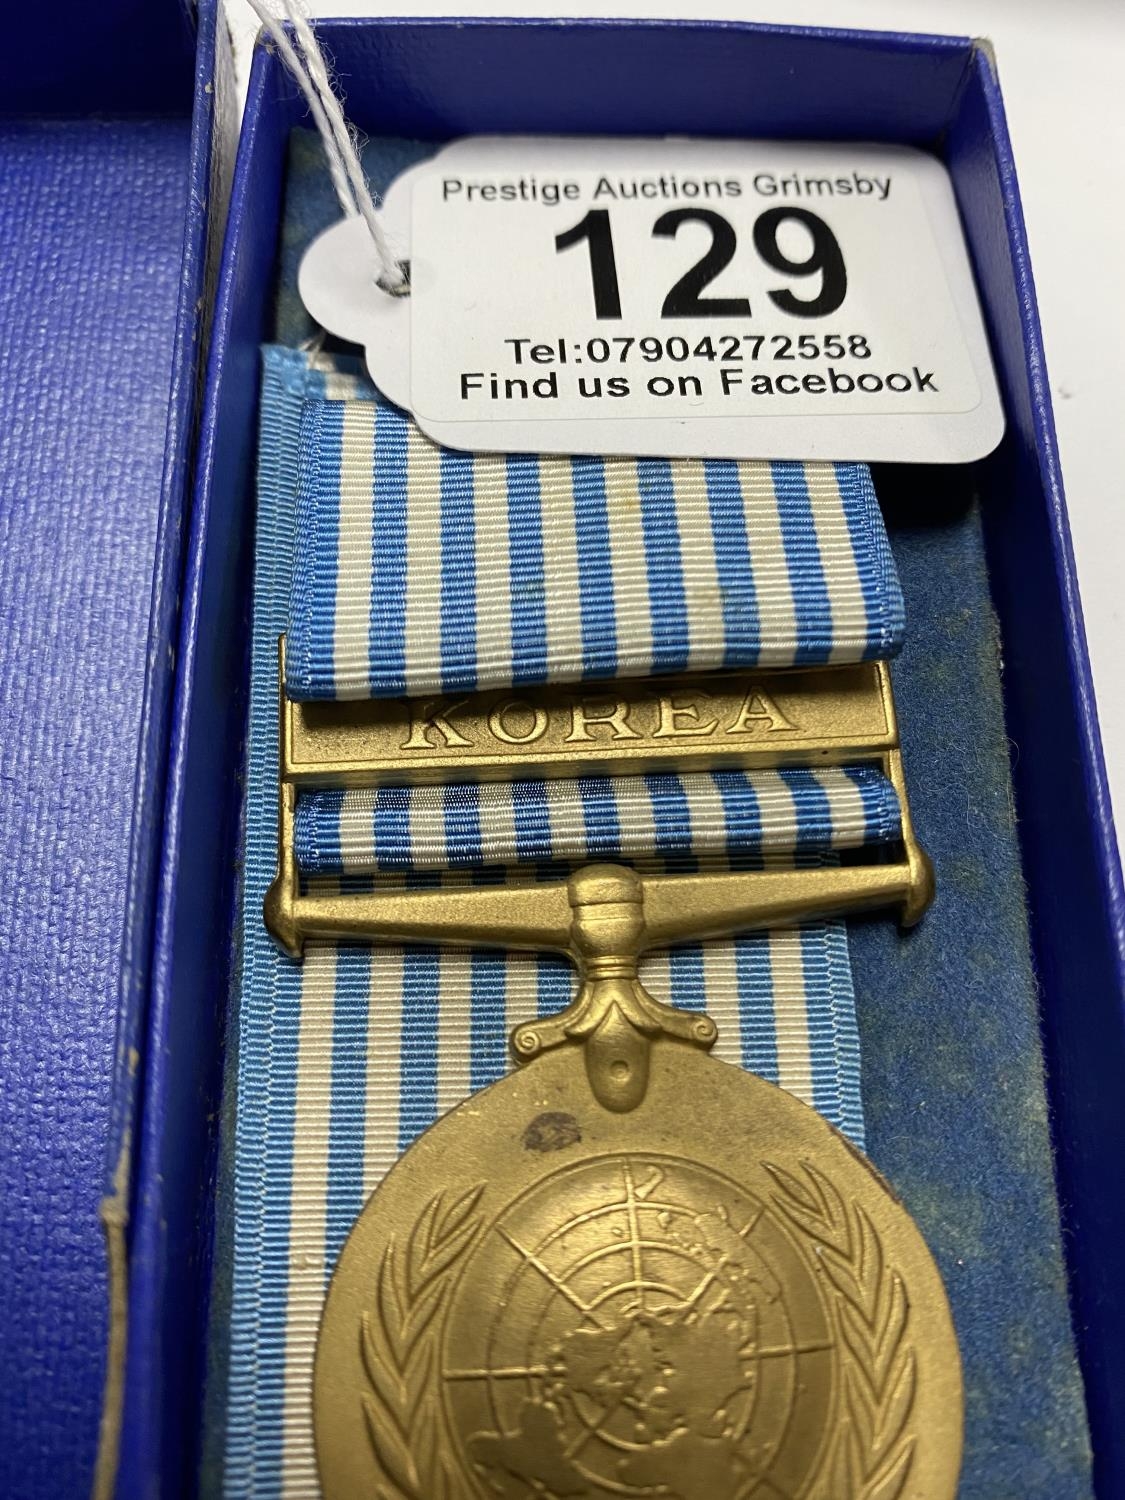 Prestige Auctions Grimsby
129
Tel:07904272558
Find us on Facebook
KOREA